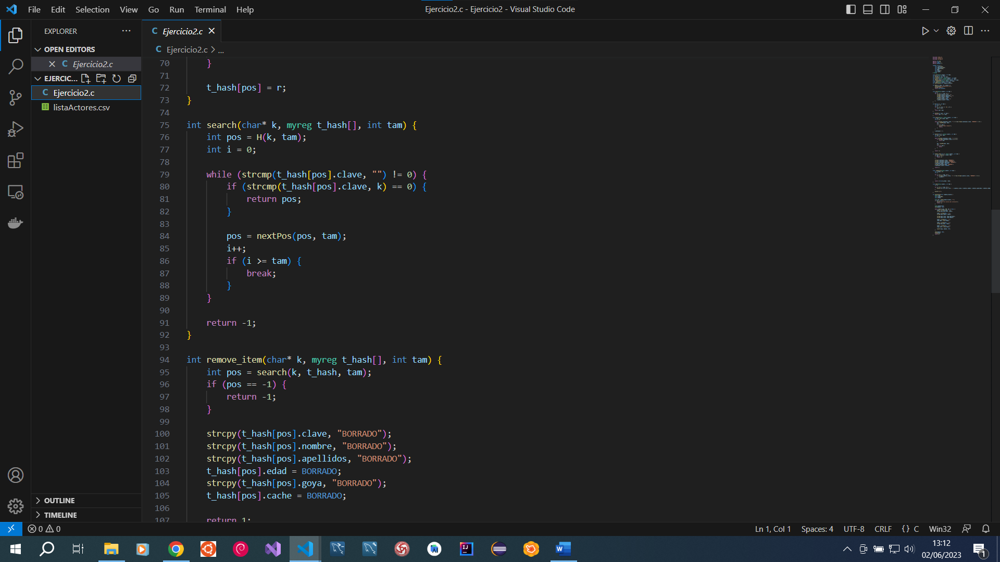 File Edit Selection View Go Run Terminal Help
Ejercicio2.c - Ejercicio2 - Visual Studio Code
EXPLORER
OPEN EDITORS
C Ejercicio2.c
EJERCIC...
C Ejercicio2.c
listaActores.csv
OUTLINE
TIMELINE
C Ejercicio2.c
C Ejercicio2.c > ...
70 }
71
72 t_hash[pos] = r;
73 }
74
75 int search(char* k, myreg t_hash[], int tam) {
76 int pos = H(k, tam);
77 int i = 0;
78
79 while (strcmp(t_hash[pos].clave, "") != 0) {
80 if (strcmp(t_hash[pos].clave, k) == 0) {
81 return pos;
82 }
83
84 pos = nextPos(pos, tam);
85 i++;
86 if (i >= tam) {
87 break;
88 }
89 }
90
91 return -1;
92 }
93
94 int remove_item(char* k, myreg t_hash[], int tam) {
95 int pos = search(k, t_hash, tam);
96 if (pos == -1) {
97 return -1;
98 }
99
100 strcpy(t_hash[pos].clave, "BORRADO");
101 strcpy(t_hash[pos].nombre, "BORRADO");
102 strcpy(t_hash[pos].apellidos, "BORRADO");
103 t_hash[pos].edad = BORRADO;
104 strcpy(t_hash[pos].goya, "BORRADO");
105 t_hash[pos].cache = BORRADO;
106
107 return 1;
0 0
Ln 1, Col 1 Spaces: 4 UTF-8 CRLF {} C Win32
13:12
02/06/2023
1